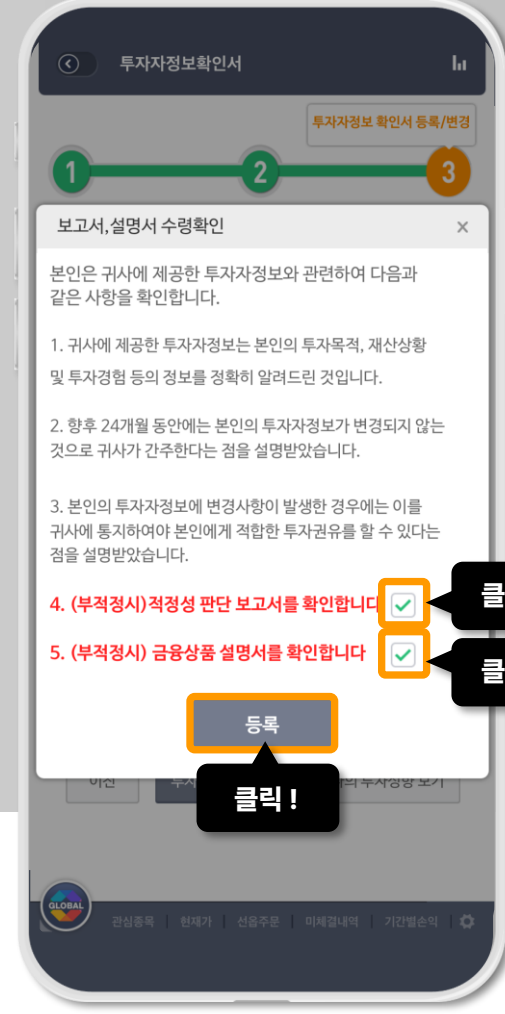 투자자정보확인서
투자자정보 확인서 등록/변경
1
2
3
보고서,설명서 수령확인
본인은 귀사에 제공한 투자자정보와 관련하여 다음과
같은 사항을 확인합니다.
1. 귀사에 제공한 투자자정보는 본인의 투자목적, 재산상황
및 투자경험 등의 정보를 정확히 알려드린 것입니다.
2. 향후 24개월 동안에는 본인의 투자자정보가 변경되지 않는
것으로 귀사가 간주한다는 점을 설명받았습니다.
3. 본인의 투자자정보에 변경사항이 발생한 경우에는 이를
귀사에 통지하여야 본인에게 적합한 투자권유를 할 수 있다는
점을 설명받았습니다.
4. (부적정시)적정성 판단 보고서를 확인합니다
클
5. (부적정시) 금융상품 설명서를 확인합니다
클
등록
이전
투자성향 보기
클릭 !
GLOBAL
관심종목 | 현재가 | 선옵주문 | 미체결내역 | 기간별손익